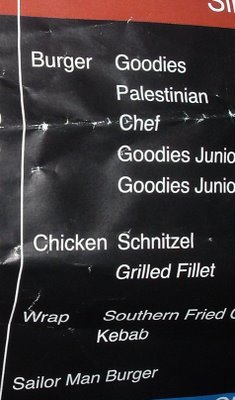 Burger Goodies
Palestinian
Chef
Goodies Junio
Goodies Junio
Chicken Schnitzel
Grilled Fillet
Wrap Southern Fried
Kebab
Sailor Man Burger